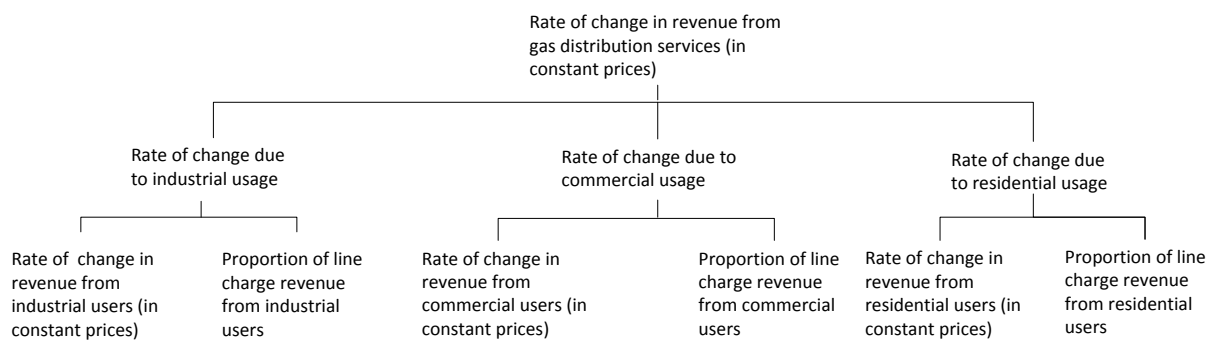 Rate of change in revenue from
gas distribution services (in
constant prices)
Rate of change due
to industrial usage
Rate of change due to
commercial usage
Rate of change due
to residential usage
Rate of  change in
revenue from
industrial users (in
constant prices)
Proportion of line
charge revenue
from industrial
users
Rate of change in
revenue from
commercial users (in
constant prices)
Proportion of line
charge revenue
from commercial
users
Rate of change in
revenue from
residential users (in
constant prices)
Proportion of line
charge revenue
from residential
users